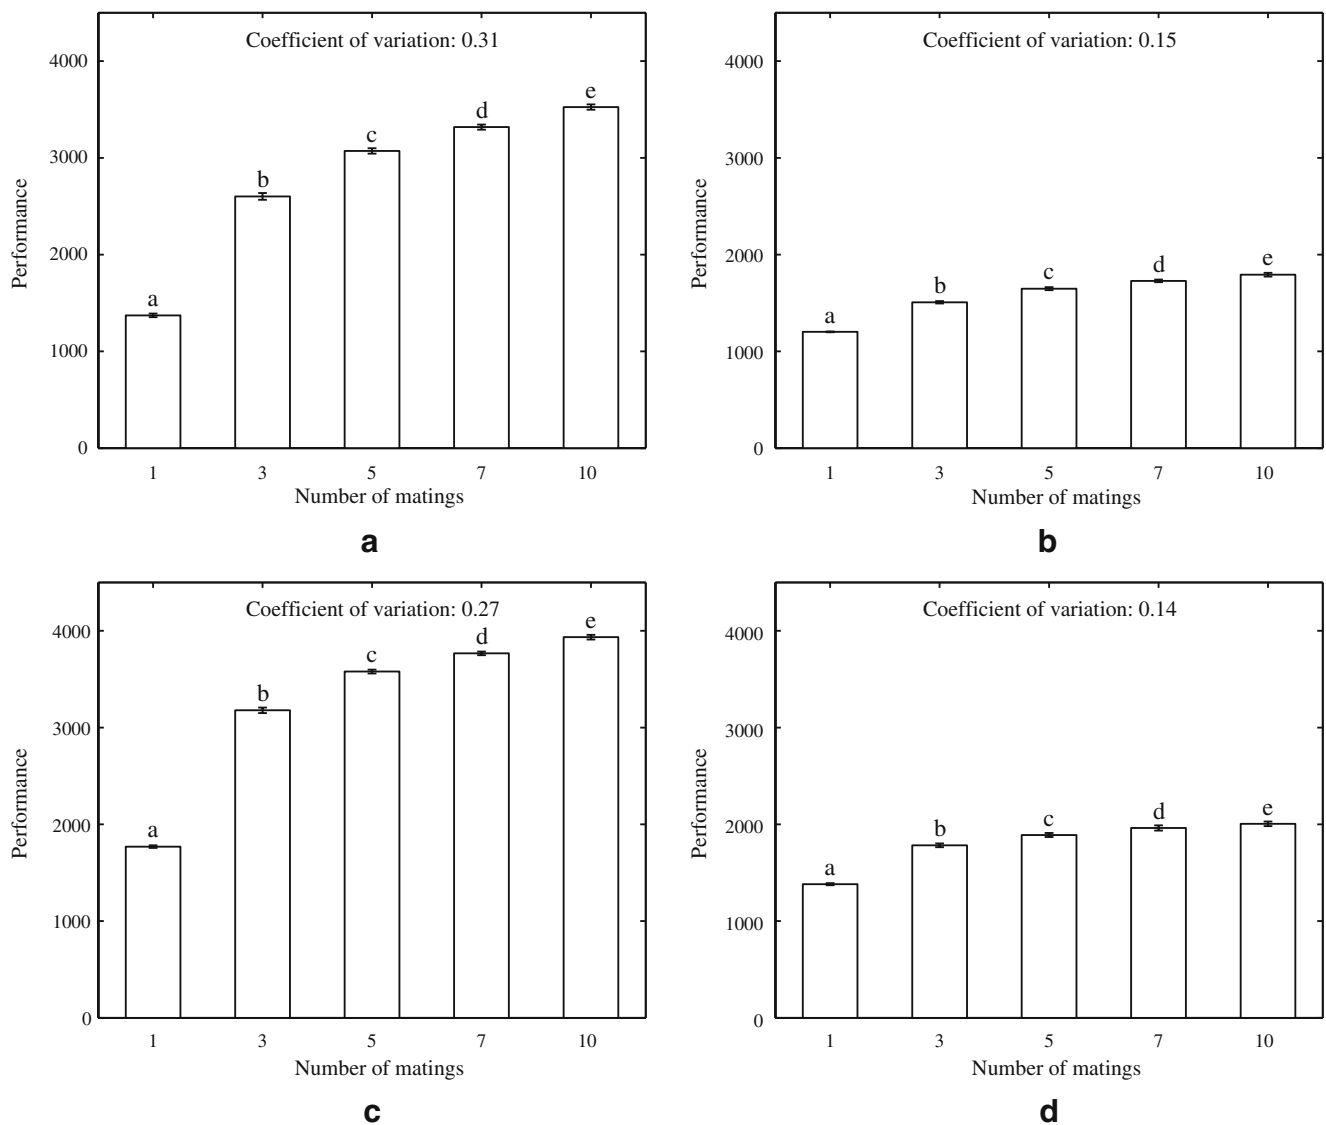 Coefficient of variation: 0.31
4000
3000
2000
1000
0
Performance
a
b
c
d
e
1 3 5 7 10
Number of matings
a
Coefficient of variation: 0.15
4000
3000
2000
1000
0
Performance
a
b
c
d
e
1 3 5 7 10
Number of matings
b
Coefficient of variation: 0.27
4000
3000
2000
1000
0
Performance
a
b
c
d
e
1 3 5 7 10
Number of matings
c
Coefficient of variation: 0.14
4000
3000
2000
1000
0
Performance
a
b
c
d
e
1 3 5 7 10
Number of matings
d